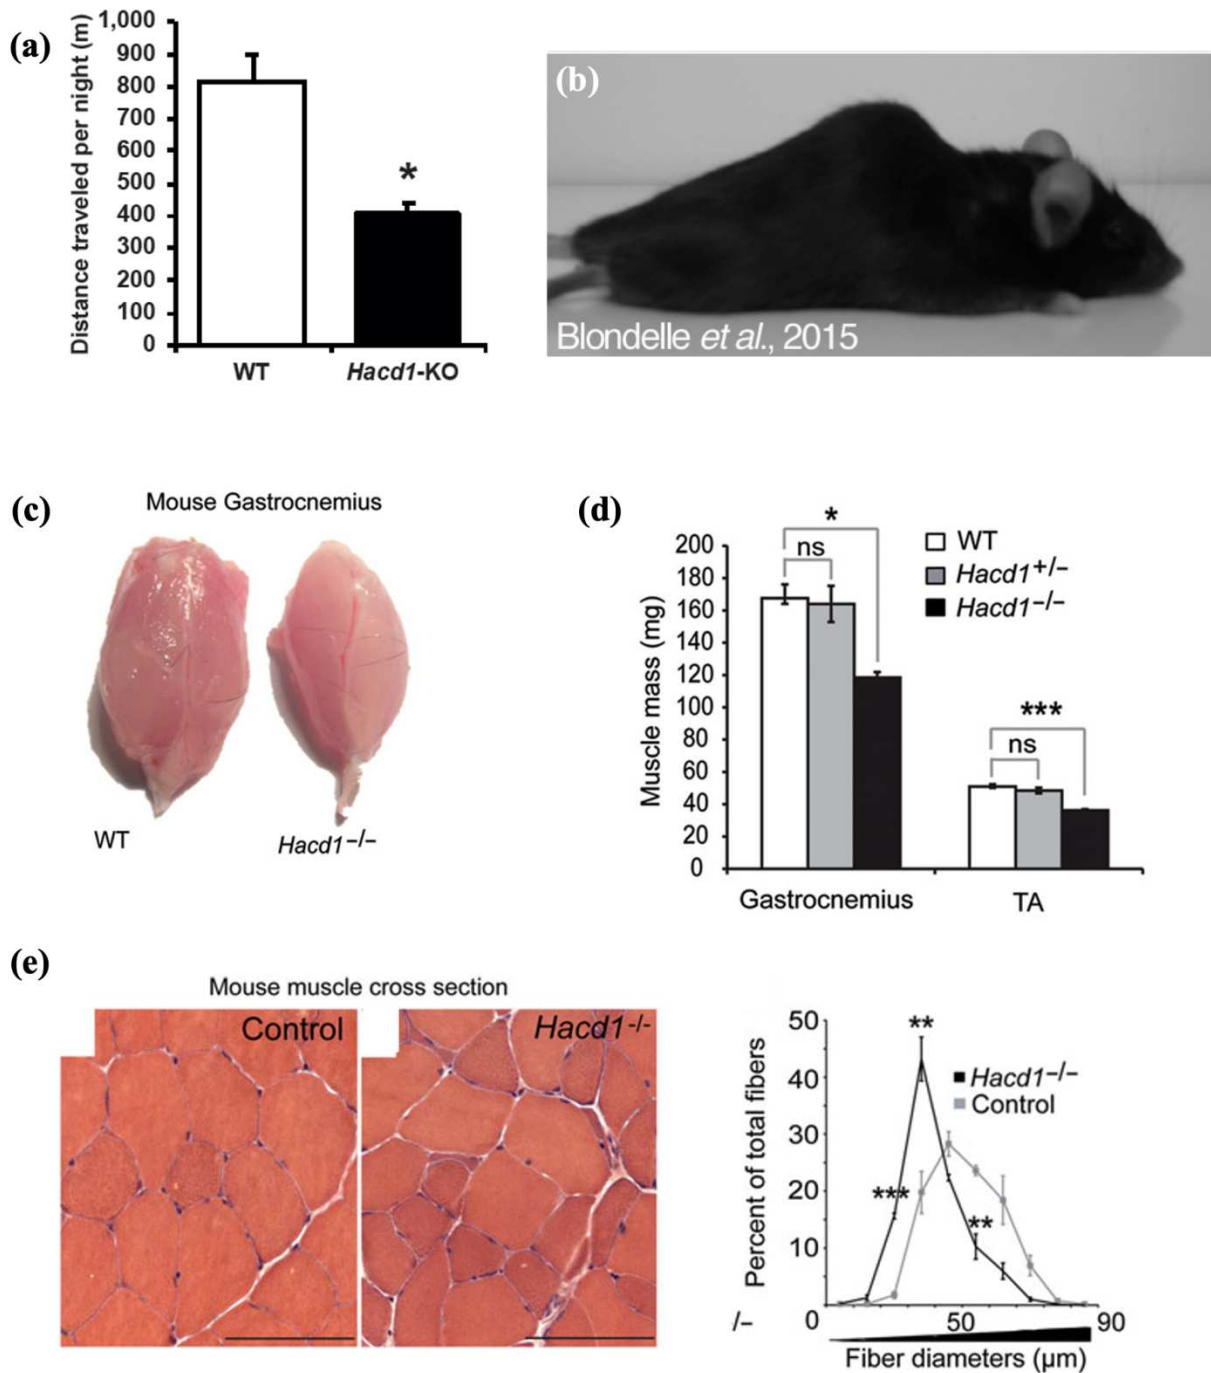 (a)
Distance traveled per night (m)
1,000
900
800
700
600
500
400
300
200
100
0
*
WT
Hacd1-KO
(b)
Blondelle et al., 2015
(c)
Mouse Gastrocnemius
WT
Hacd1–/–
(d)
Muscle mass (mg)
200
180
160
140
120
100
80
60
40
20
0
*
ns
***
ns
WT
Hacd1+/–
Hacd1–/–
Gastrocnemius
TA
(e)
Mouse muscle cross section
Control
Hacd1-/-
Percent of total fibers
50
40
30
20
10
**
***
**
Hacd1–/–
Control
/–
0
50
90
Fiber diameters (µm)